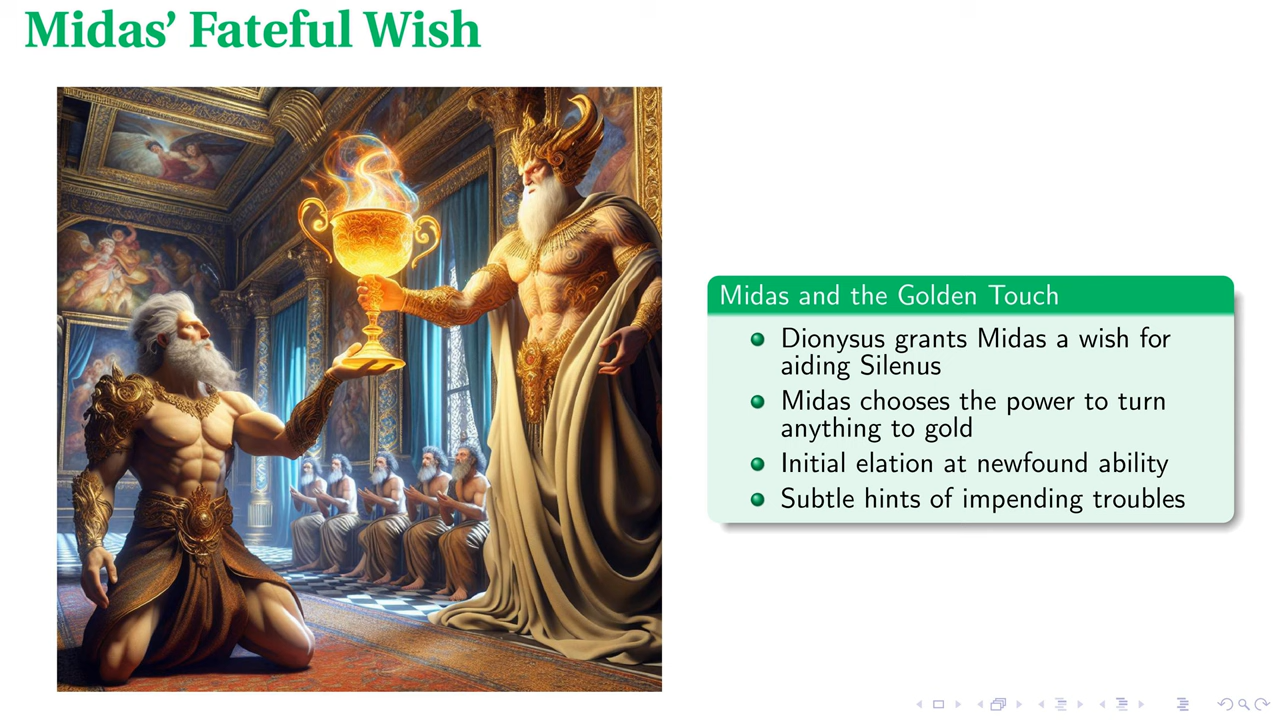 Midas’ Fateful Wish
Midas and the Golden Touch
Dionysus grants Midas a wish for
aiding Silenus
Midas chooses the power to turn
anything to gold
Initial elation at newfound ability
Subtle hints of impending troubles